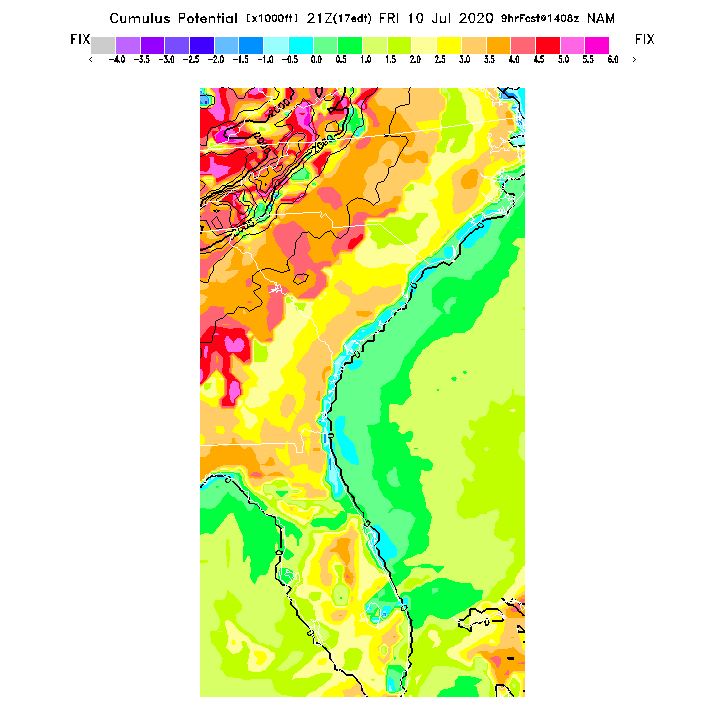 Cumulus Potential [x1000ft] 21Z(17edt) FRI 10 Jul 2020 9hrFcst@1408z NAM
FIX FIX
< -4.0 -3.5 -3.0 -2.5 -2.0 -1.5 -1.0 -0.5 0.0 0.5 1.0 1.5 2.0 2.5 3.0 3.5 4.0 4.5 5.0 5.5 6.0 >
2000
2000